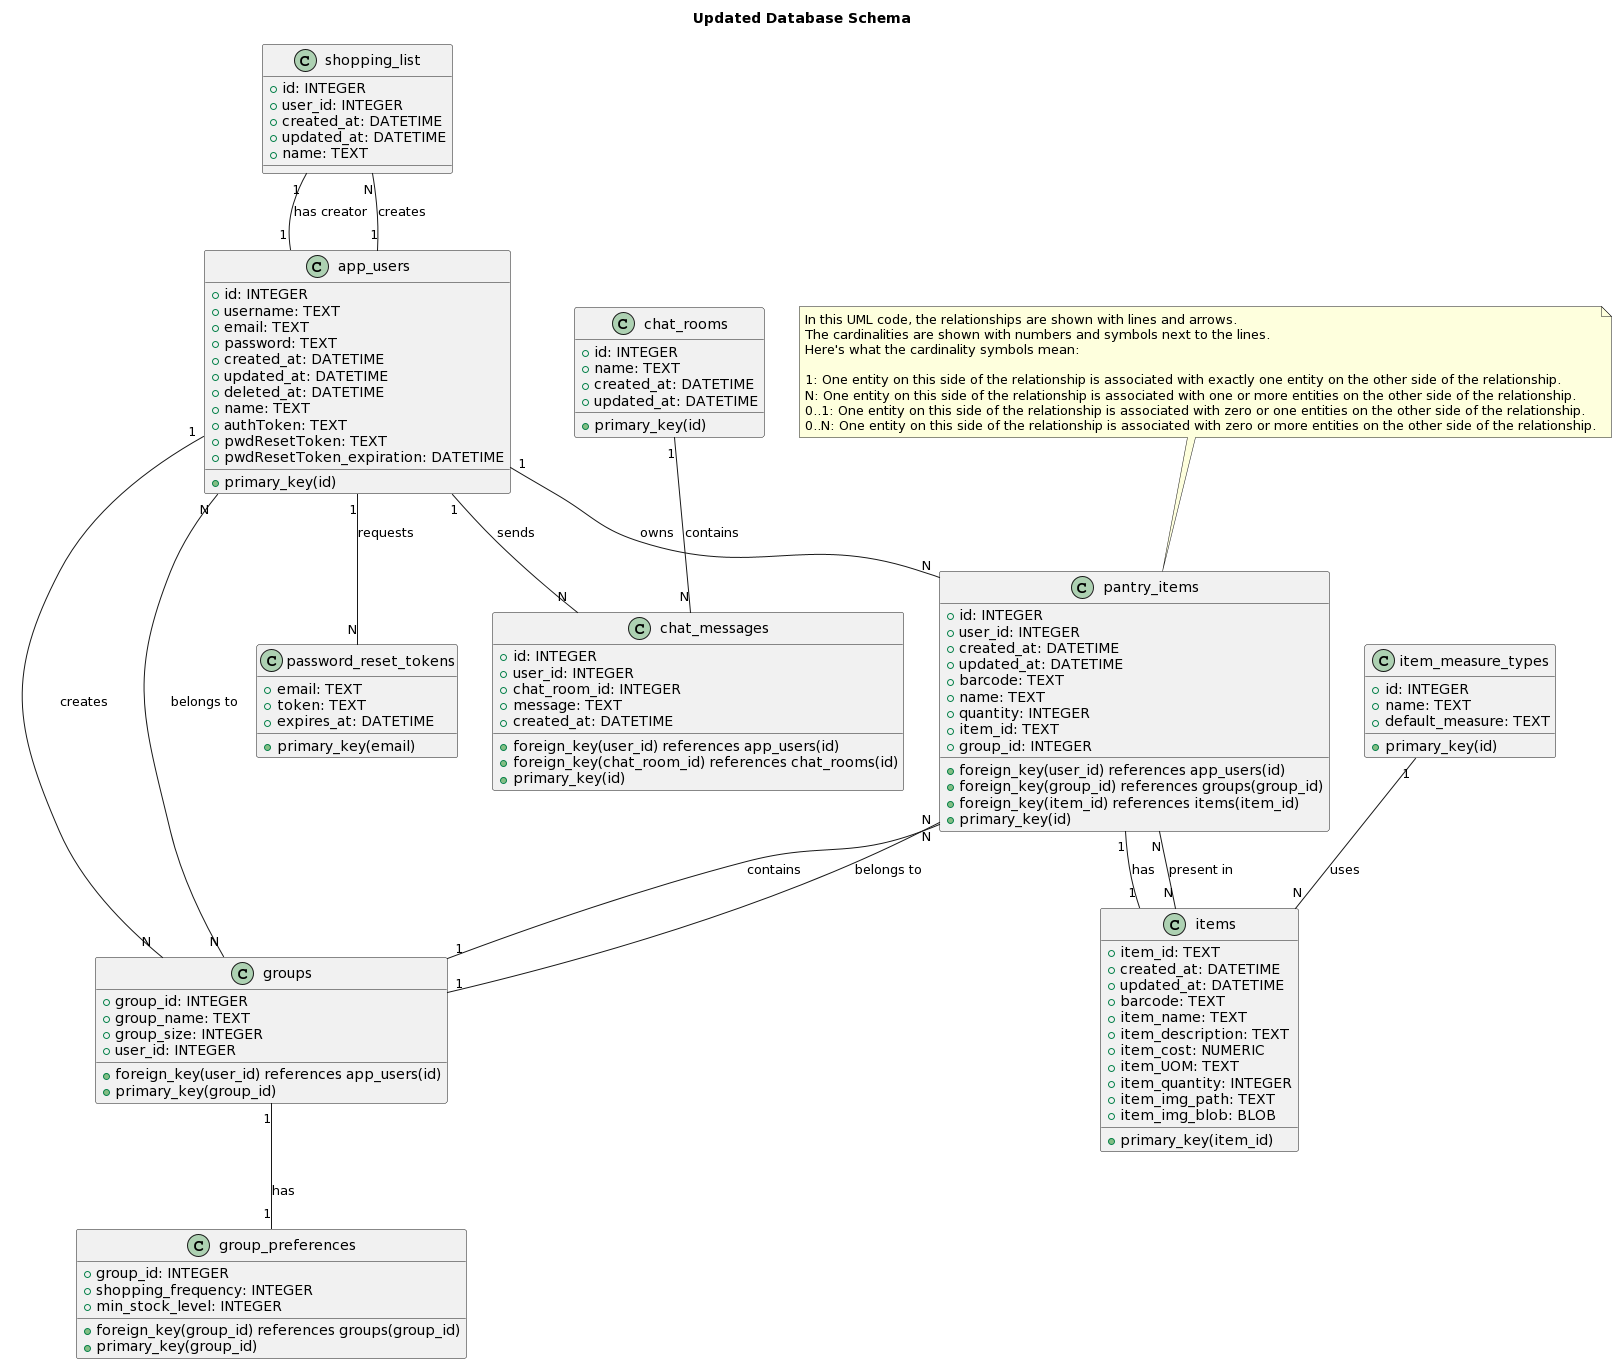 Updated Database Schema
C shopping_list
id: INTEGER
user_id: INTEGER
created_at: DATETIME
updated_at: DATETIME
name: TEXT
1
N
has creator
creates
1
1
C app_users
id: INTEGER
username: TEXT
email: TEXT
password: TEXT
created_at: DATETIME
updated_at: DATETIME
deleted_at: DATETIME
name: TEXT
authToken: TEXT
pwdResetToken: TEXT
pwdResetToken_expiration: DATETIME
primary_key(id)
C chat_rooms
id: INTEGER
name: TEXT
created_at: DATETIME
updated_at: DATETIME
primary_key(id)
In this UML code, the relationships are shown with lines and arrows.
The cardinalities are shown with numbers and symbols next to the lines.
Here's what the cardinality symbols mean:
1: One entity on this side of the relationship is associated with exactly one entity on the other side of the relationship.
N: One entity on this side of the relationship is associated with one or more entities on the other side of the relationship.
0..1: One entity on this side of the relationship is associated with zero or one entities on the other side of the relationship.
0..N: One entity on this side of the relationship is associated with zero or more entities on the other side of the relationship.
1
N
1
1
1
1
requests
sends
owns
contains
N
N
N
N
creates
belongs to
C password_reset_tokens
email: TEXT
token: TEXT
expires_at: DATETIME
primary_key(email)
C chat_messages
id: INTEGER
user_id: INTEGER
chat_room_id: INTEGER
message: TEXT
created_at: DATETIME
foreign_key(user_id) references app_users(id)
foreign_key(chat_room_id) references chat_rooms(id)
primary_key(id)
C pantry_items
id: INTEGER
user_id: INTEGER
created_at: DATETIME
updated_at: DATETIME
barcode: TEXT
name: TEXT
quantity: INTEGER
item_id: TEXT
group_id: INTEGER
foreign_key(user_id) references app_users(id)
foreign_key(group_id) references groups(group_id)
foreign_key(item_id) references items(item_id)
primary_key(id)
C item_measure_types
id: INTEGER
name: TEXT
default_measure: TEXT
primary_key(id)
N
N
1
N
1
contains
belongs to
has
present in
uses
N
N
1
1
1
N
N
C groups
group_id: INTEGER
group_name: TEXT
group_size: INTEGER
user_id: INTEGER
foreign_key(user_id) references app_users(id)
primary_key(group_id)
C items
item_id: TEXT
created_at: DATETIME
updated_at: DATETIME
barcode: TEXT
item_name: TEXT
item_description: TEXT
item_cost: NUMERIC
item_UOM: TEXT
item_quantity: INTEGER
item_img_path: TEXT
item_img_blob: BLOB
primary_key(item_id)
1
has
1
C group_preferences
group_id: INTEGER
shopping_frequency: INTEGER
min_stock_level: INTEGER
foreign_key(group_id) references groups(group_id)
primary_key(group_id)